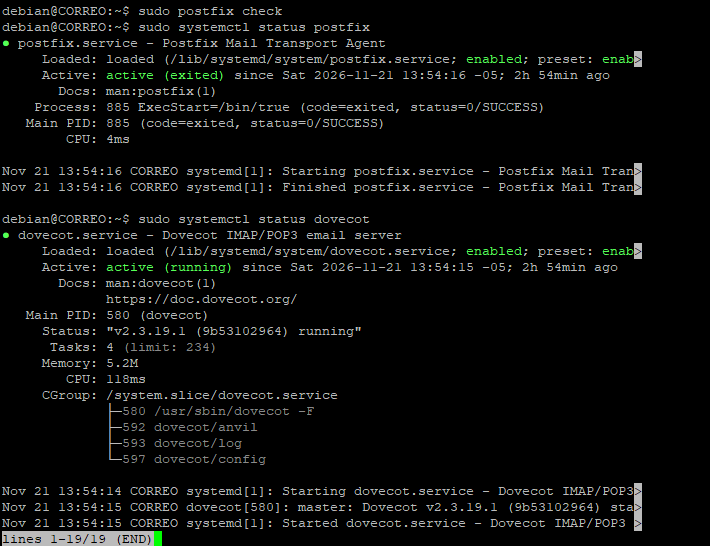 debian@CORREO:~$ sudo postfix check
debian@CORREO:~$ sudo systemctl status postfix
● postfix.service - Postfix Mail Transport Agent
     Loaded: loaded (/lib/systemd/system/postfix.service; enabled; preset: enab>
     Active: active (exited) since Sat 2026-11-21 13:54:16 -05; 2h 54min ago
       Docs: man:postfix(1)
    Process: 885 ExecStart=/bin/true (code=exited, status=0/SUCCESS)
   Main PID: 885 (code=exited, status=0/SUCCESS)
        CPU: 4ms

Nov 21 13:54:16 CORREO systemd[1]: Starting postfix.service - Postfix Mail Tran>
Nov 21 13:54:16 CORREO systemd[1]: Finished postfix.service - Postfix Mail Tran>

debian@CORREO:~$ sudo systemctl status dovecot
● dovecot.service - Dovecot IMAP/POP3 email server
     Loaded: loaded (/lib/systemd/system/dovecot.service; enabled; preset: enab>
     Active: active (running) since Sat 2026-11-21 13:54:15 -05; 2h 54min ago
       Docs: man:dovecot(1)
             https://doc.dovecot.org/
   Main PID: 580 (dovecot)
     Status: "v2.3.19.1 (9b53102964) running"
      Tasks: 4 (limit: 234)
     Memory: 5.2M
        CPU: 118ms
     CGroup: /system.slice/dovecot.service
             ├─580 /usr/sbin/dovecot -F
             ├─592 dovecot/anvil
             ├─593 dovecot/log
             └─597 dovecot/config

Nov 21 13:54:14 CORREO systemd[1]: Starting dovecot.service - Dovecot IMAP/POP3>
Nov 21 13:54:15 CORREO dovecot[580]: master: Dovecot v2.3.19.1 (9b53102964) sta>
Nov 21 13:54:15 CORREO systemd[1]: Started dovecot.service - Dovecot IMAP/POP3 >
lines 1-19/19 (END)